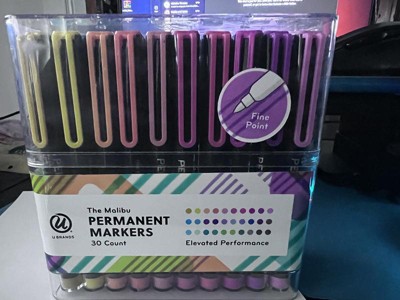 Fine
Point
The Malibu
PERMANENT
MARKERS
30 Count
U BRANDS
Elevated Performance